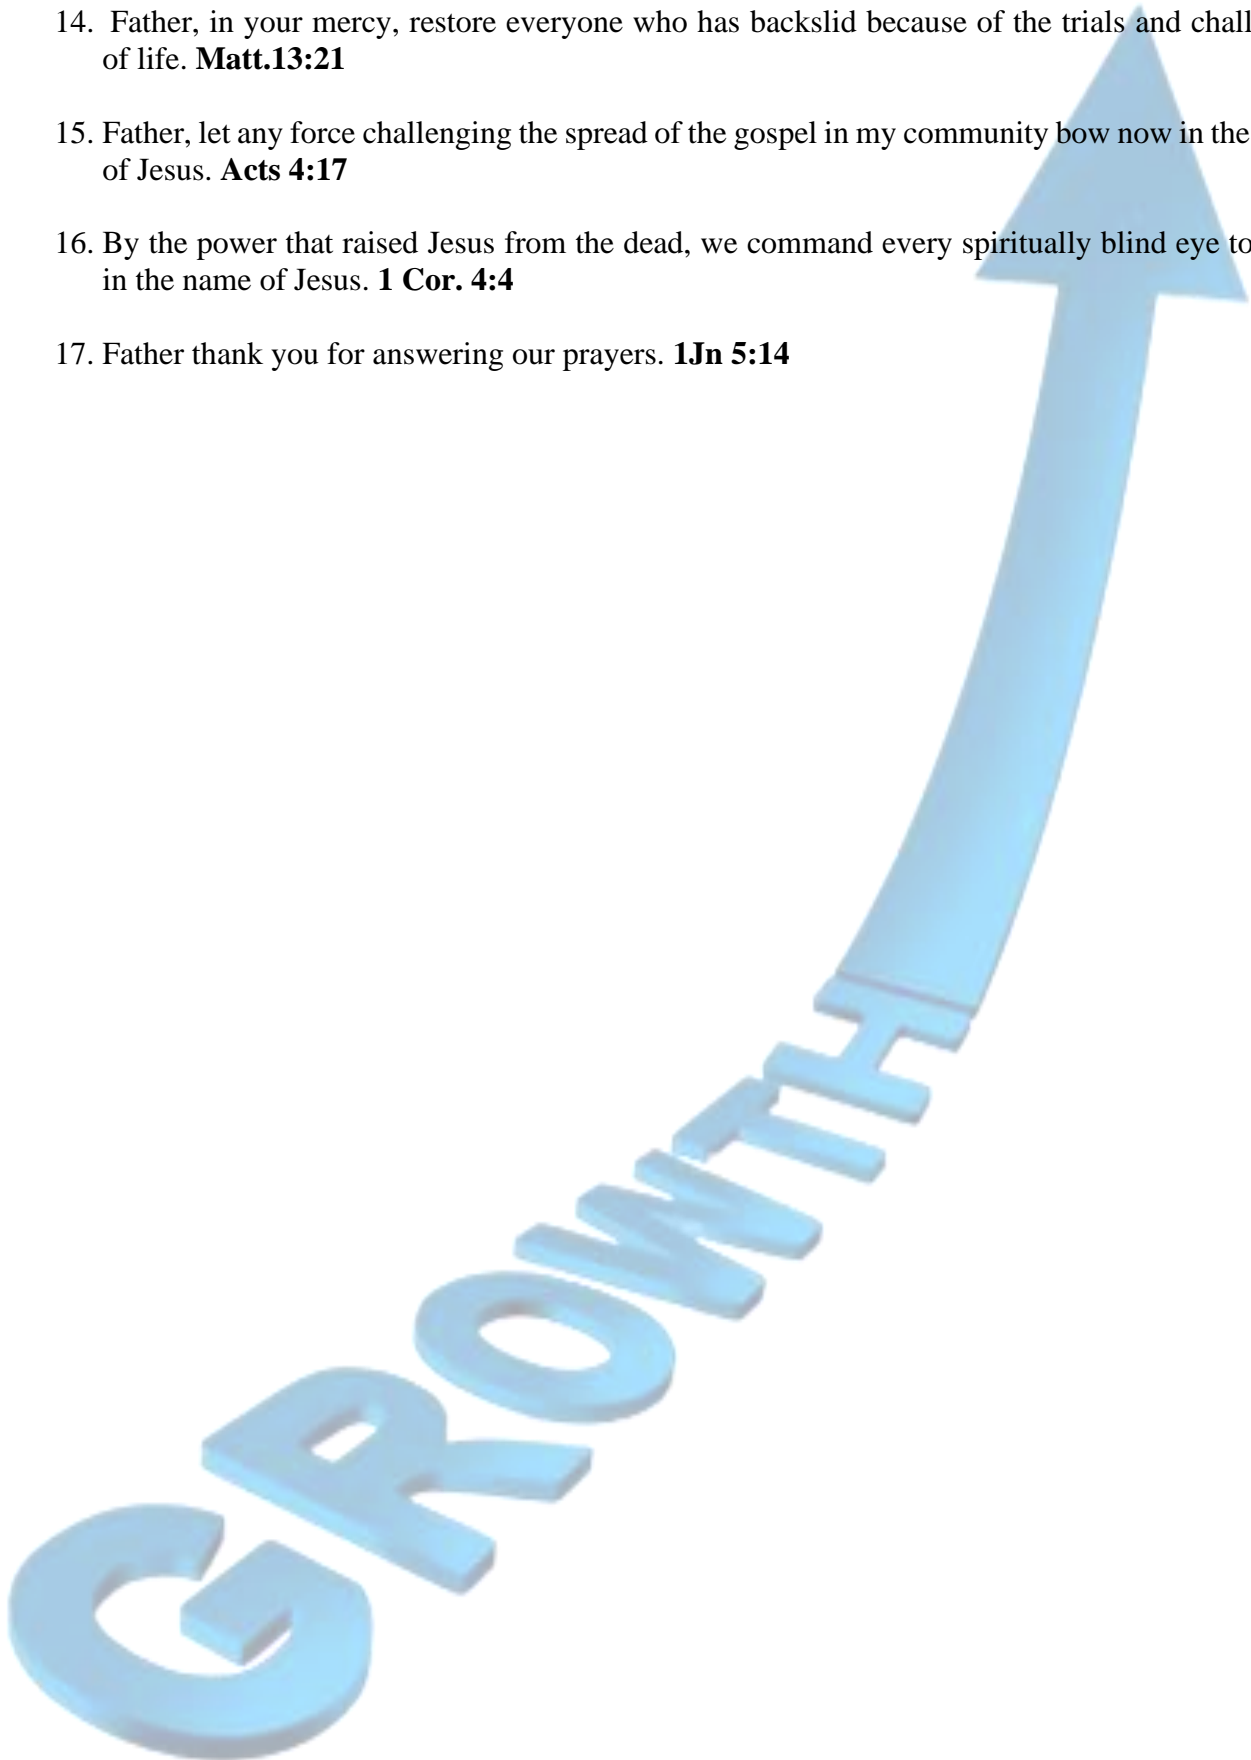 14. Father, in your mercy, restore everyone who has backslid because of the trials and chall
of life. Matt.13:21
15. Father, let any force challenging the spread of the gospel in my community bow now in the
of Jesus. Acts 4:17
16. By the power that raised Jesus from the dead, we command every spiritually blind eye to
in the name of Jesus. 1 Cor. 4:4
17. Father thank you for answering our prayers. 1Jn 5:14
GROWTH